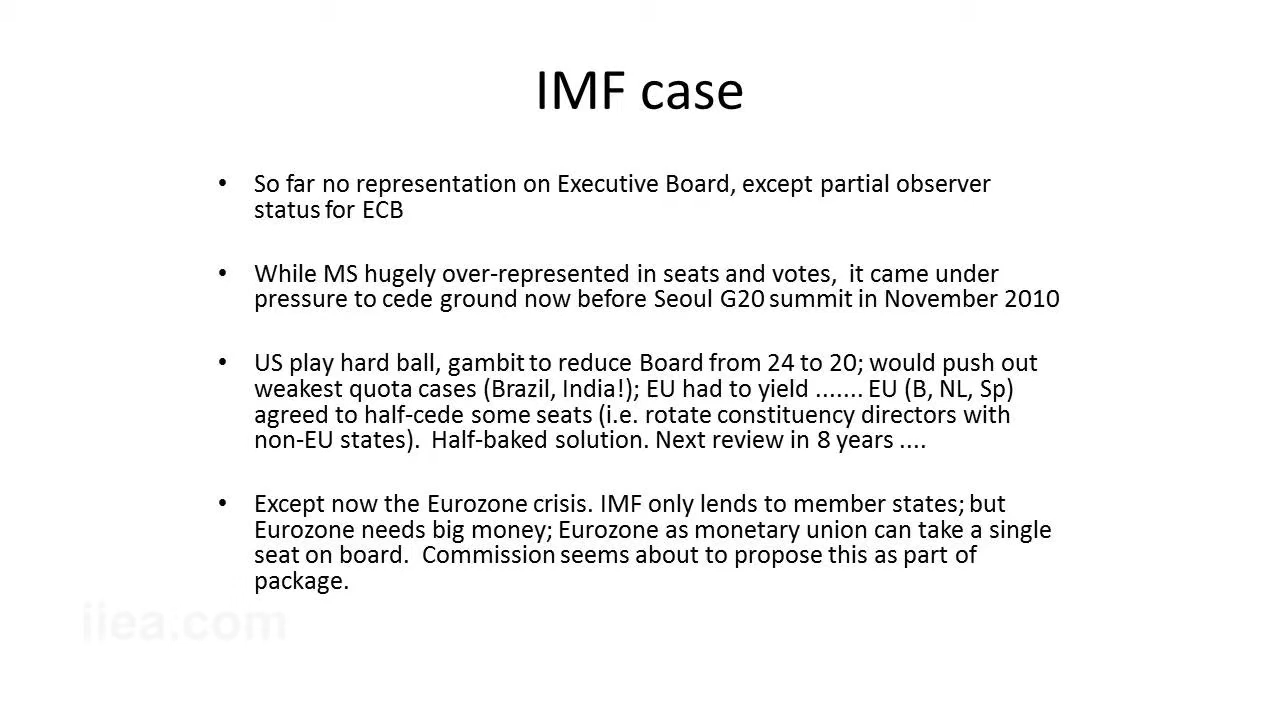 IMF case
• So far no representation on Executive Board, except partial observer
status for ECB
• While MS hugely over-represented in seats and votes,  it came under
pressure to cede ground now before Seoul G20 summit in November 2010
• US play hard ball, gambit to reduce Board from 24 to 20; would push out
weakest quota cases (Brazil, India!); EU had to yield ....... EU (B, NL, Sp)
agreed to half-cede some seats (i.e. rotate constituency directors with
non-EU states).  Half-baked solution. Next review in 8 years ....
• Except now the Eurozone crisis. IMF only lends to member states; but
Eurozone needs big money; Eurozone as monetary union can take a single
seat on board.  Commission seems about to propose this as part of
package.
iiea.com